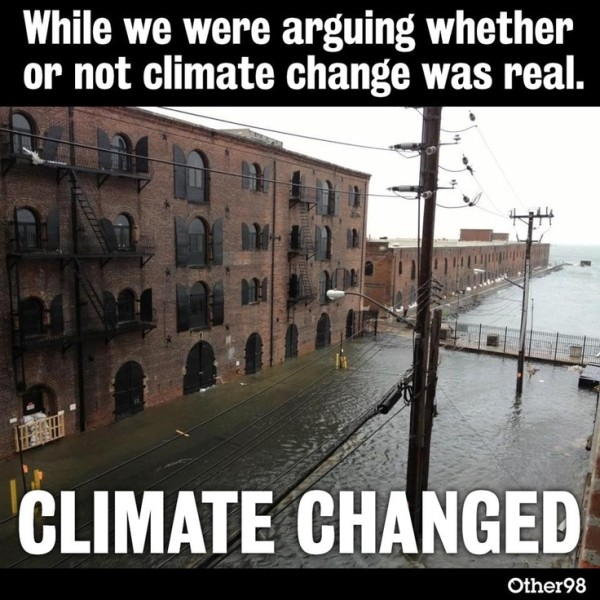 While we were arguing whether
or not climate change was real.
CLIMATE CHANGED
Other98